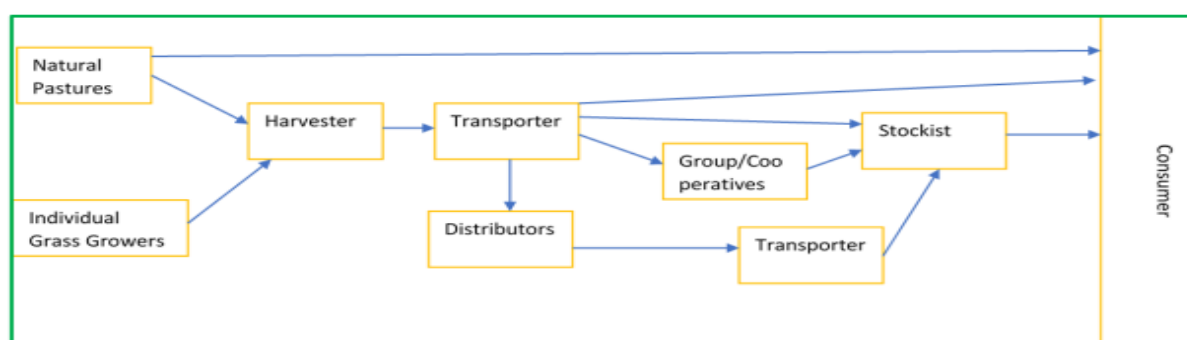 Natural
Pastures
Harvester
Transporter
Stockist
Group/Coo
peratives
Individual
Grass Growers
Distributors
Transporter
Consumer